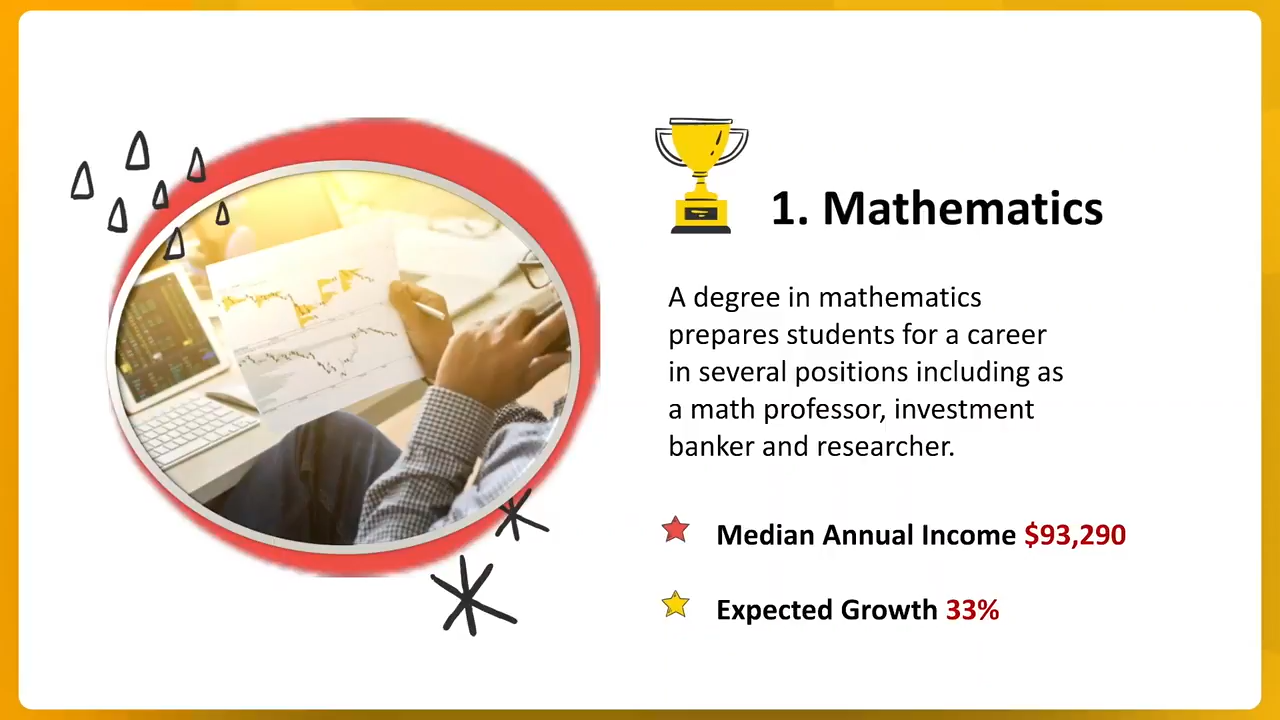 1. Mathematics
A degree in mathematics
prepares students for a career
in several positions including as
a math professor, investment
banker and researcher.
Median Annual Income $93,290
Expected Growth 33%